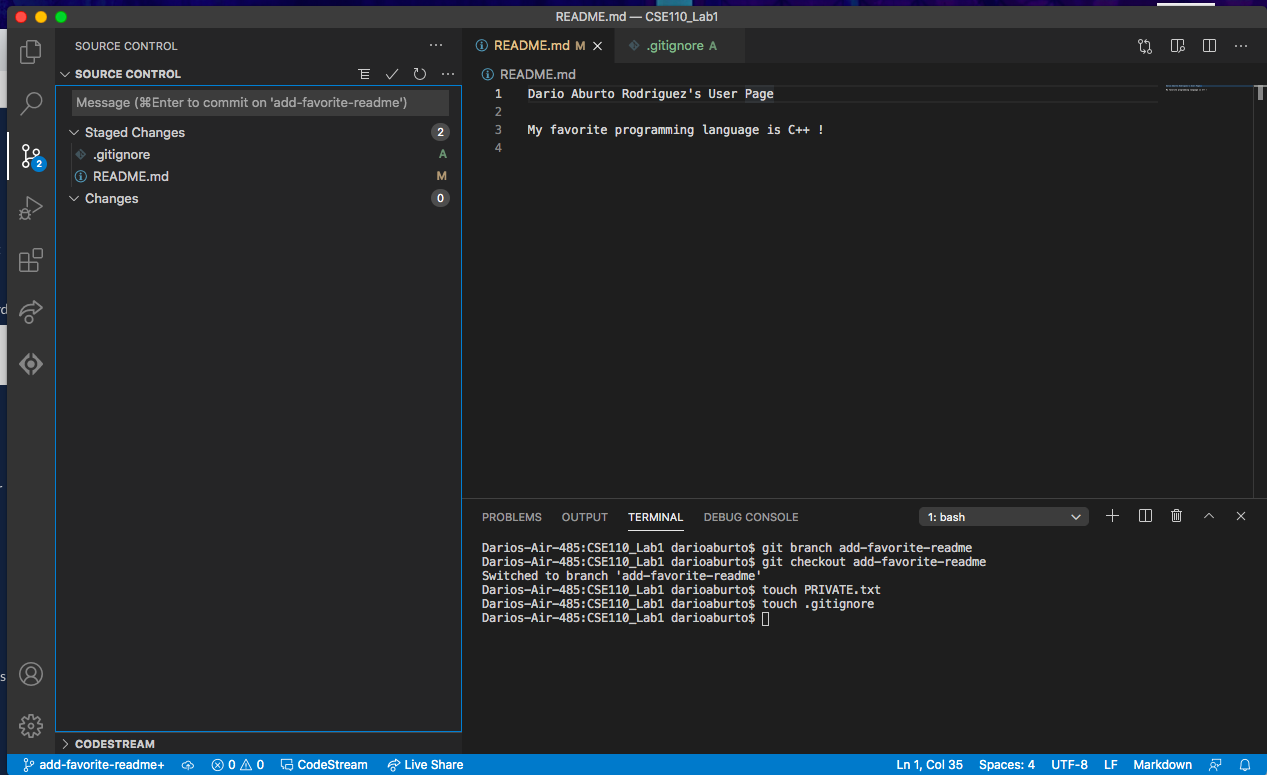 README.md — CSE110_Lab1
SOURCE CONTROL
README.md M
.gitignore A
SOURCE CONTROL
README.md
Message (⌘Enter to commit on 'add-favorite-readme')
1 Dario Aburto Rodriguez's User Page
2
3 My favorite programming language is C++ !
4
Staged Changes 2
.gitignore A
README.md M
Changes 0
2
PROBLEMS OUTPUT TERMINAL DEBUG CONSOLE 1: bash
Darios-Air-485:CSE110_Lab1 darioaburto$ git branch add-favorite-readme
Darios-Air-485:CSE110_Lab1 darioaburto$ git checkout add-favorite-readme
Switched to branch 'add-favorite-readme'
Darios-Air-485:CSE110_Lab1 darioaburto$ touch PRIVATE.txt
Darios-Air-485:CSE110_Lab1 darioaburto$ touch .gitignore
Darios-Air-485:CSE110_Lab1 darioaburto$
CODESTREAM
add-favorite-readme+ 0 0 CodeStream Live Share Ln 1, Col 35 Spaces: 4 UTF-8 LF Markdown